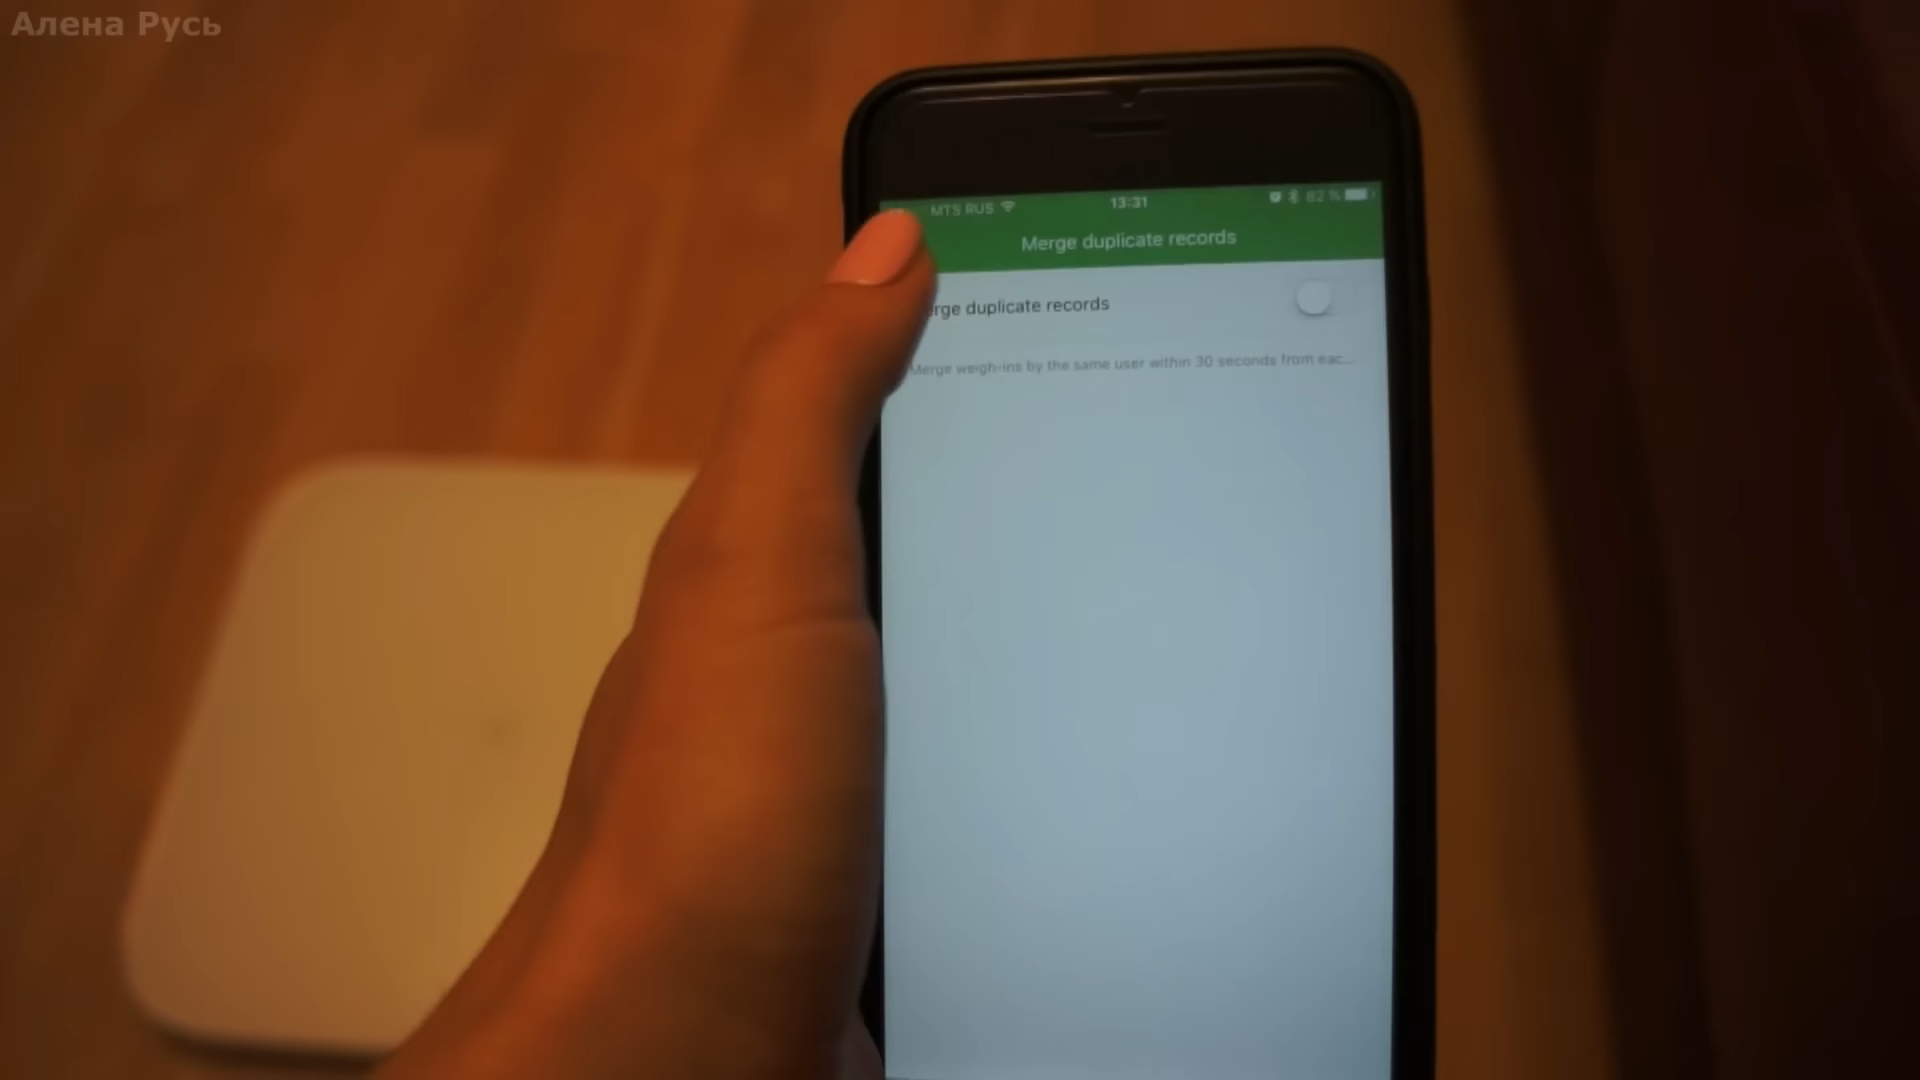 Алена Русь
MTS RUS 13:31 82 %
Merge duplicate records
erge duplicate records
Merge weigh-ins by the same user within 30 seconds from eac...